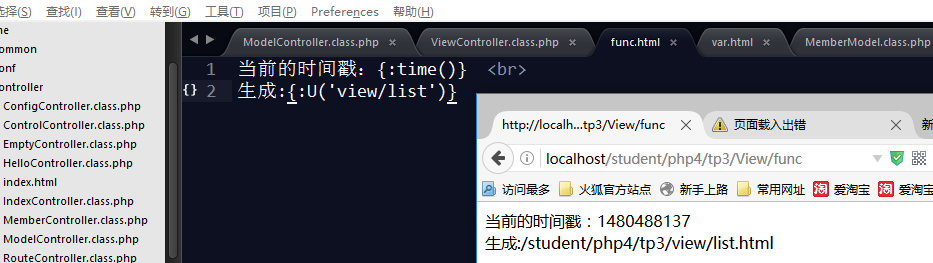 选择(S) 查找(I) 查看(V) 转到(G) 工具(T) 项目(P) Preferences 帮助(H)
ModelController.class.php × ViewController.class.php × func.html × var.html × MemberModel.class.php
ommon
onf
ontroller
ConfigController.class.php
ControlController.class.php
EmptyController.class.php
HelloController.class.php
index.html
IndexController.class.php
MemberController.class.php
ModelController.class.php
RouteController.class.php
1 当前的时间戳：{:time()} <br>
{} 2 生成:{:U('view/list')}
http://localh...tp3/View/func × 页面载入出错 × 新
localhost/student/php4/tp3/View/func
访问最多 火狐官方站点 新手上路 常用网址 淘 爱淘宝 淘 爱淘宝
当前的时间戳：1480488137
生成:/student/php4/tp3/view/list.html